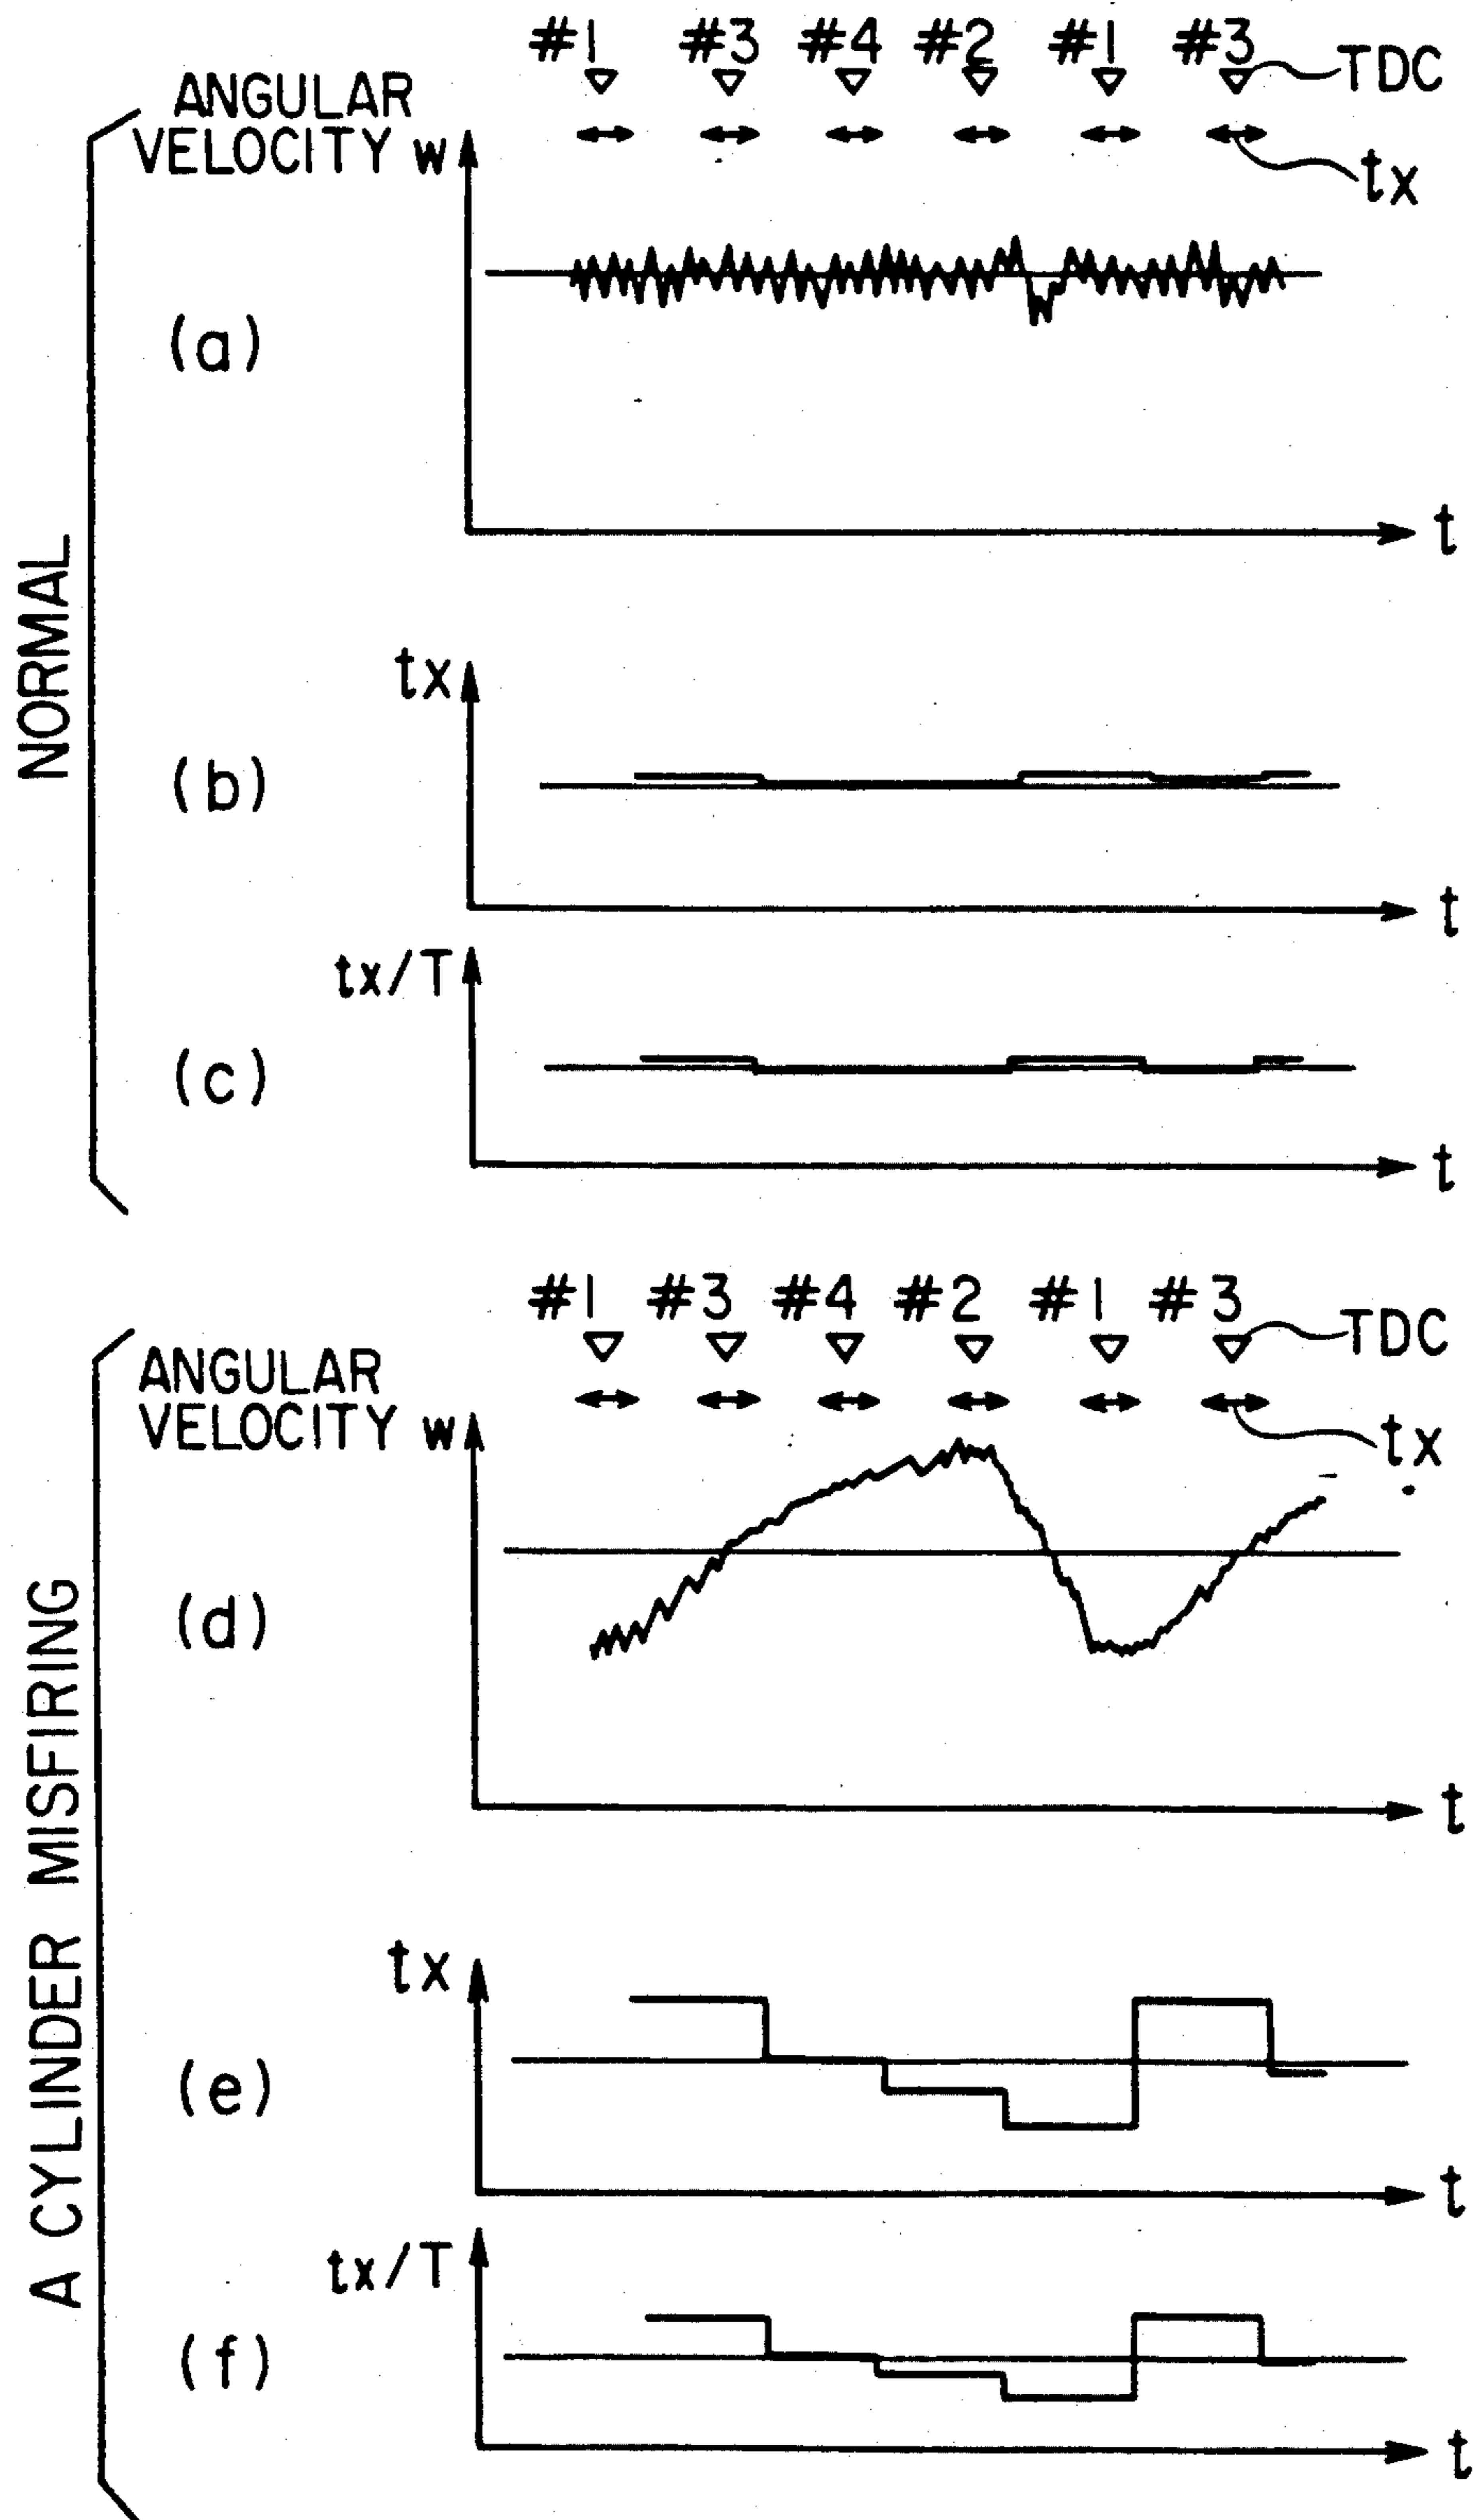 #1 #3 #4 #2 #1 #3
TDC
ANGULAR
VELOCITY w
tx
(a)
t
NORMAL
tx
(b)
t
tx/T
(c)
t
#1 #3 #4 #2 #1 #3
TDC
ANGULAR
VELOCITY w
tx
(d)
t
A CYLINDER MISFIRING
tx
(e)
t
tx/T
(f)
t